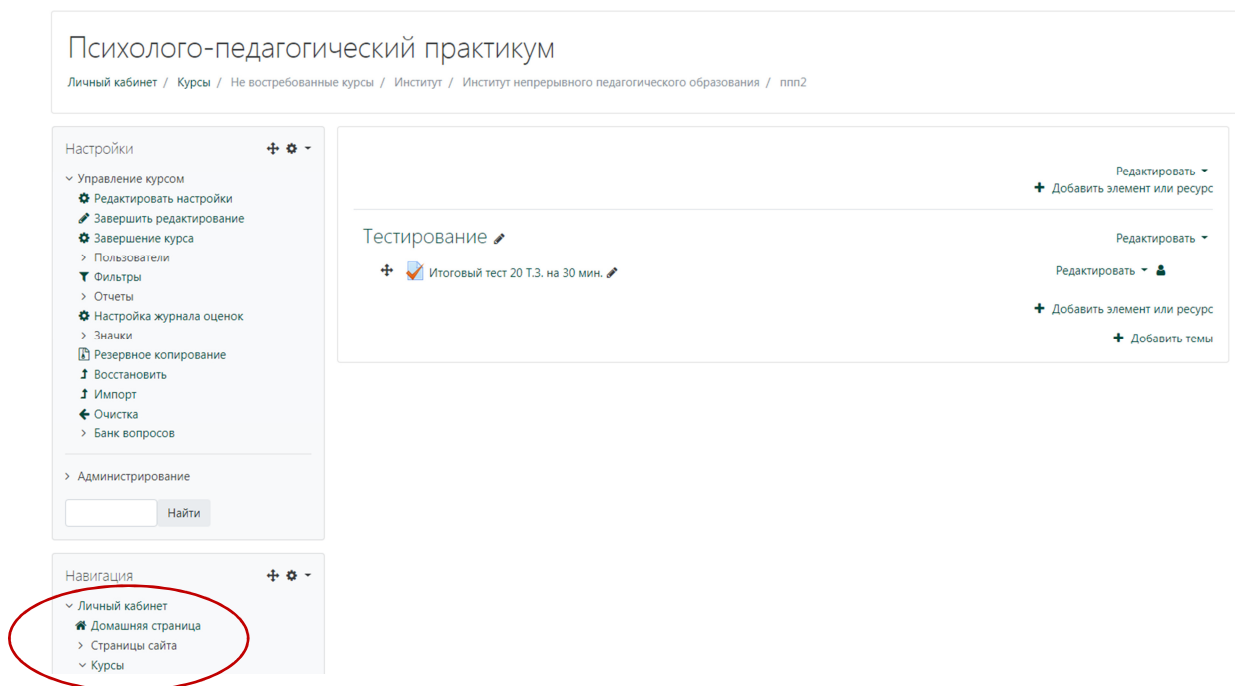 Психолого-педагогический практикум
Личный кабинет / Курсы / Не востребованные курсы / Институт / Институт непрерывного педагогического образования / ппп2
Настройки
Управление курсом
Редактировать настройки
Завершить редактирование
Завершение курса
Пользователи
Фильтры
Отчеты
Настройка журнала оценок
Значки
Резервное копирование
Восстановить
Импорт
Очистка
Банк вопросов
Администрирование
Найти
Навигация
Личный кабинет
Домашняя страница
Страницы сайта
Курсы
Редактировать
Добавить элемент или ресурс
Тестирование
Редактировать
Итоговый тест 20 Т.З. на 30 мин.
Редактировать
Добавить элемент или ресурс
Добавить темы